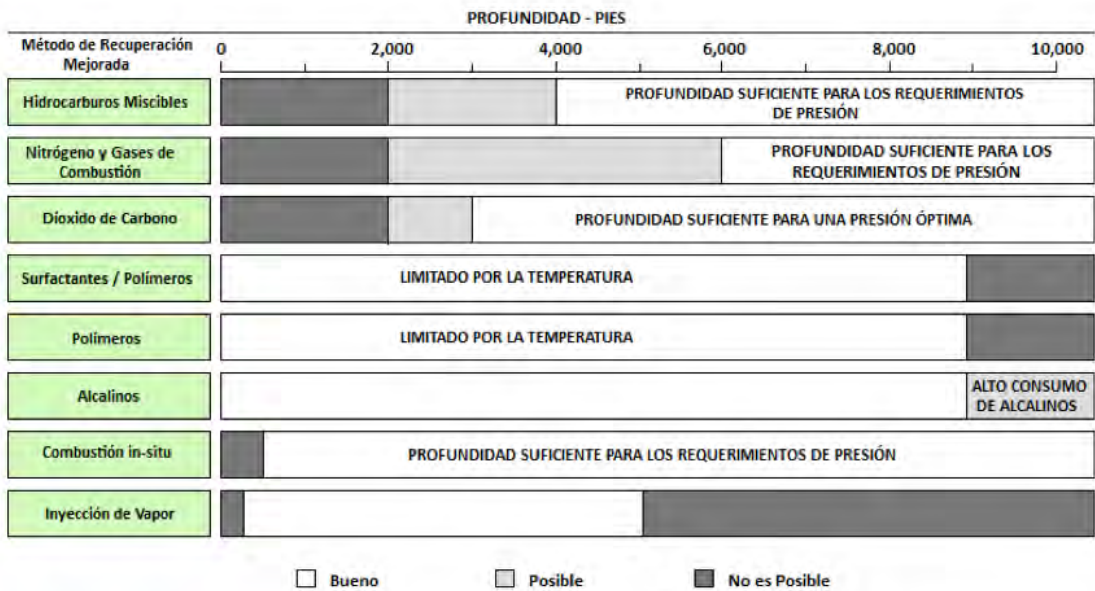 PROFUNDIDAD - PIES
Método de Recuperación
Mejorada
0 2,000 4,000 6,000 8,000 10,000
Hidrocarburos Miscibles
PROFUNDIDAD SUFICIENTE PARA LOS REQUERIMIENTOS
DE PRESIÓN
Nitrógeno y Gases de
Combustión
PROFUNDIDAD SUFICIENTE PARA LOS
REQUERIMIENTOS DE PRESIÓN
Díoxido de Carbono
PROFUNDIDAD SUFICIENTE PARA UNA PRESIÓN ÓPTIMA
Surfactantes / Polímeros
LIMITADO POR LA TEMPERATURA
Polímeros
LIMITADO POR LA TEMPERATURA
Alcalinos
ALTO CONSUMO
DE ALCALINOS
Combustión in-situ
PROFUNDIDAD SUFICIENTE PARA LOS REQUERIMIENTOS DE PRESIÓN
Inyección de Vapor
Bueno Posible No es Posible